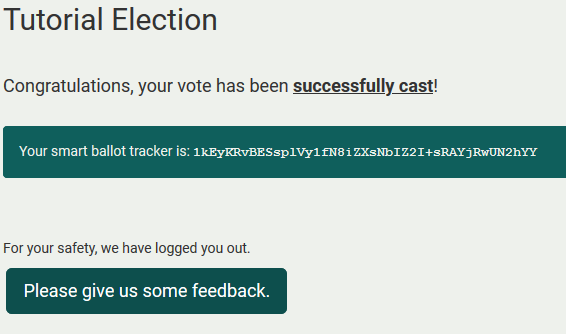 Tutorial Election
Congratulations, your vote has been successfully cast!
Your smart ballot tracker is: 1kEyKRvBESsplVy1fN8iZXsNbIZ2I+sRAYjRwUN2hYY
For your safety, we have logged you out.
Please give us some feedback.